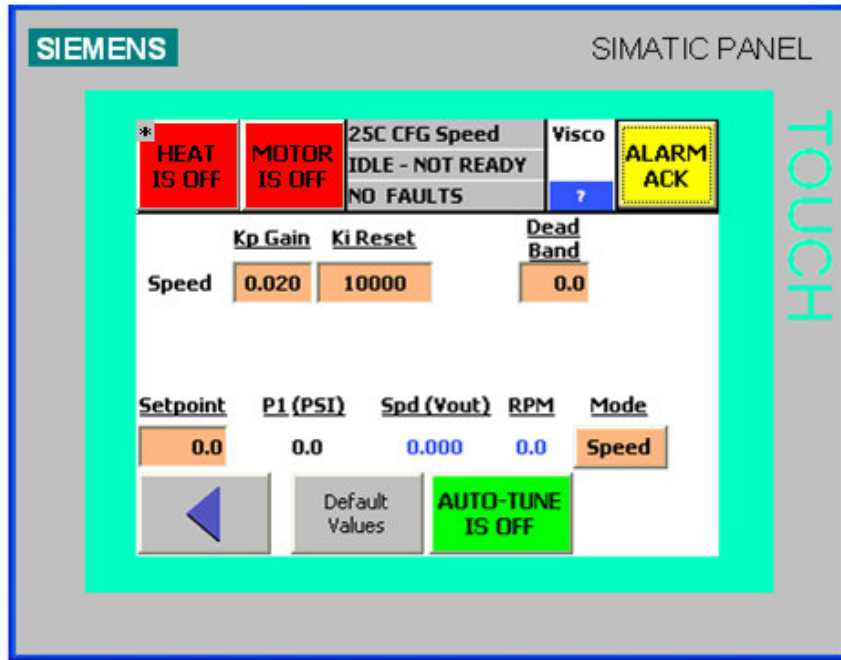 SIEMENS
SIMATIC PANEL
TOUCH
*
HEAT
IS OFF
MOTOR
IS OFF
25C CFG Speed
IDLE - NOT READY
NO FAULTS
Visco
?
ALARM
ACK
Kp Gain
Ki Reset
Dead
Band
Speed
0.020
10000
0.0
Setpoint
P1 (PSI)
Spd (Vout)
RPM
Mode
0.0
0.0
0.000
0.0
Speed
Default
Values
AUTO-TUNE
IS OFF